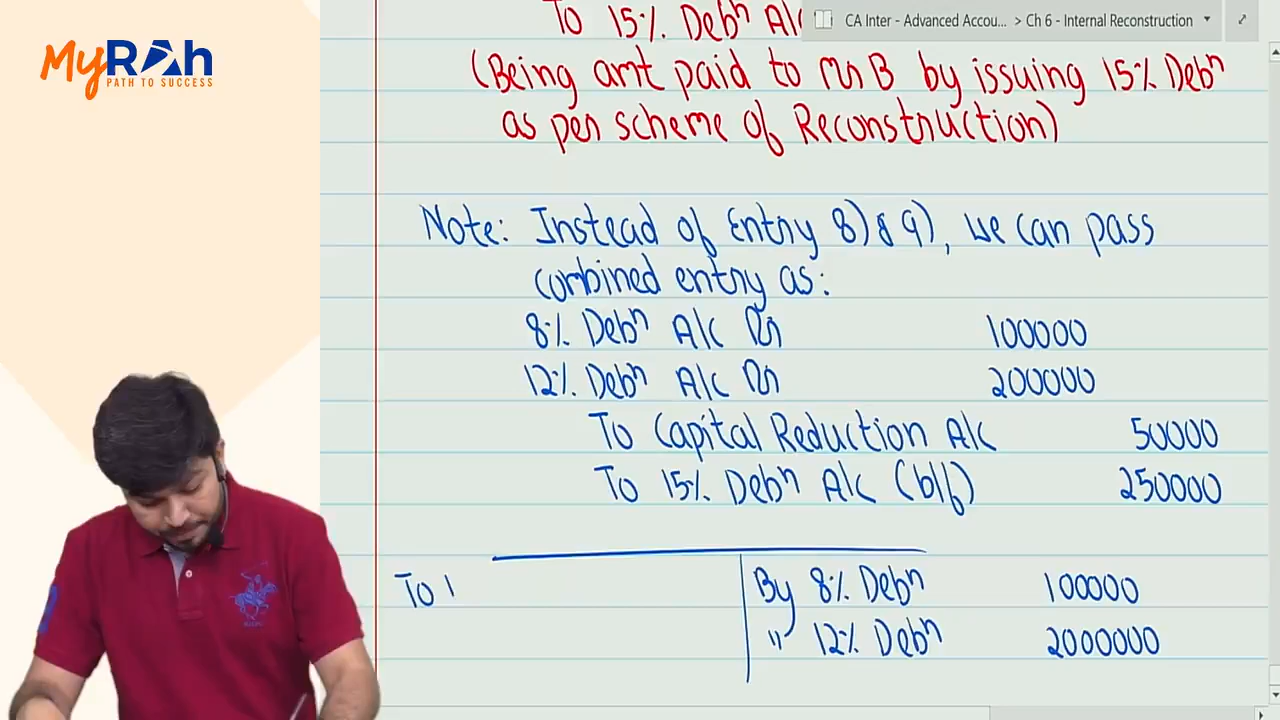 MyRAh
PATH TO SUCCESS
CA Inter - Advanced Accou... > Ch 6 - Internal Reconstruction
To 15% Debⁿ A/c
(Being amt paid to Mr B by issuing 15% Debⁿ
as per scheme of Reconstruction)
Note: Instead of Entry 8) & 9), we can pass
combined entry as:
8% Debⁿ A/c Dr 100000
12% Debⁿ A/c Dr 200000
To Capital Reduction A/c 50000
To 15% Debⁿ A/c (b/f) 250000
To 1
By 8% Debⁿ 100000
" 12% Debⁿ 2000000